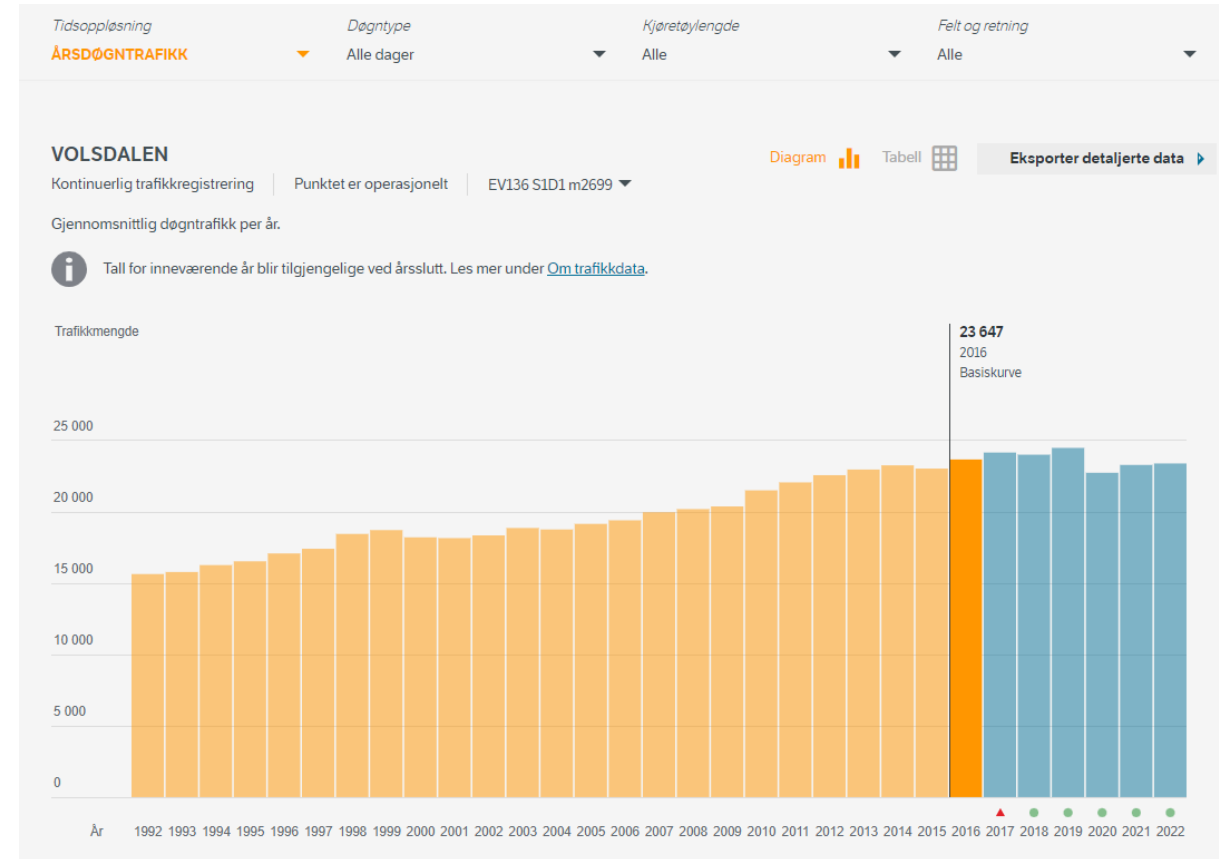 Tidsoppløsning Døgntype Kjøretøylengde Felt og retning
ÅRSDØGNTRAFIKK Alle dager Alle Alle
VOLSDALEN
Diagram Tabell Eksporter detaljerte data
Kontinuerlig trafikkregistrering Punktet er operasjonelt EV136 S1D1 m2699
Gjennomsnittlig døgntrafikk per år.
Tall for inneværende år blir tilgjengelige ved årsslutt. Les mer under Om trafikkdata.
Trafikkmengde
23 647
2016
Basiskurve
25 000
20 000
15 000
10 000
5 000
0
År 1992 1993 1994 1995 1996 1997 1998 1999 2000 2001 2002 2003 2004 2005 2006 2007 2008 2009 2010 2011 2012 2013 2014 2015 2016 2017 2018 2019 2020 2021 2022